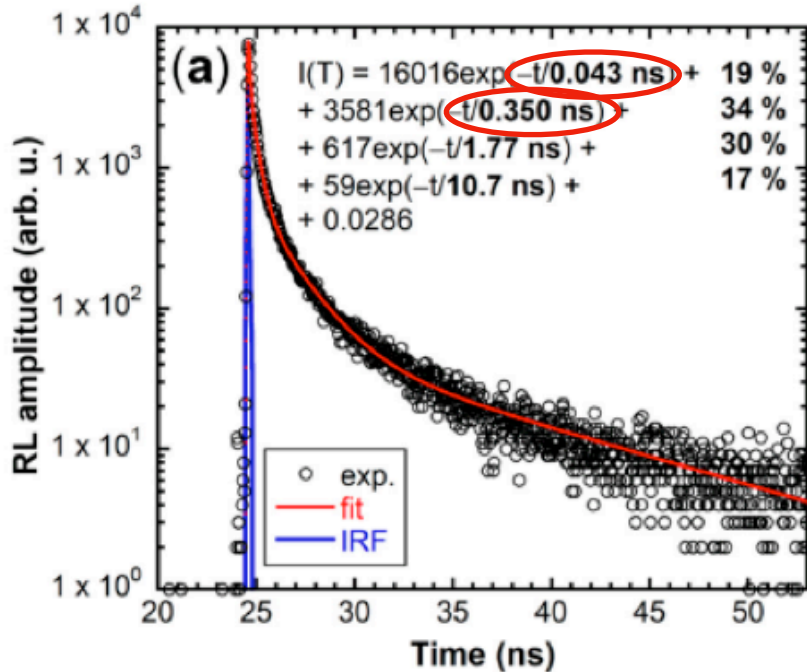 1 x 10⁴
(a) I(T) = 16016exp(–t/0.043 ns) + 19 %
+ 3581exp(–t/0.350 ns) + 34 %
+ 617exp(–t/1.77 ns) + 30 %
+ 59exp(–t/10.7 ns) + 17 %
+ 0.0286
1 x 10³
RL amplitude (arb. u.)
1 x 10²
1 x 10¹
exp.
fit
IRF
1 x 10⁰
20 25 30 35 40 45 50
Time (ns)